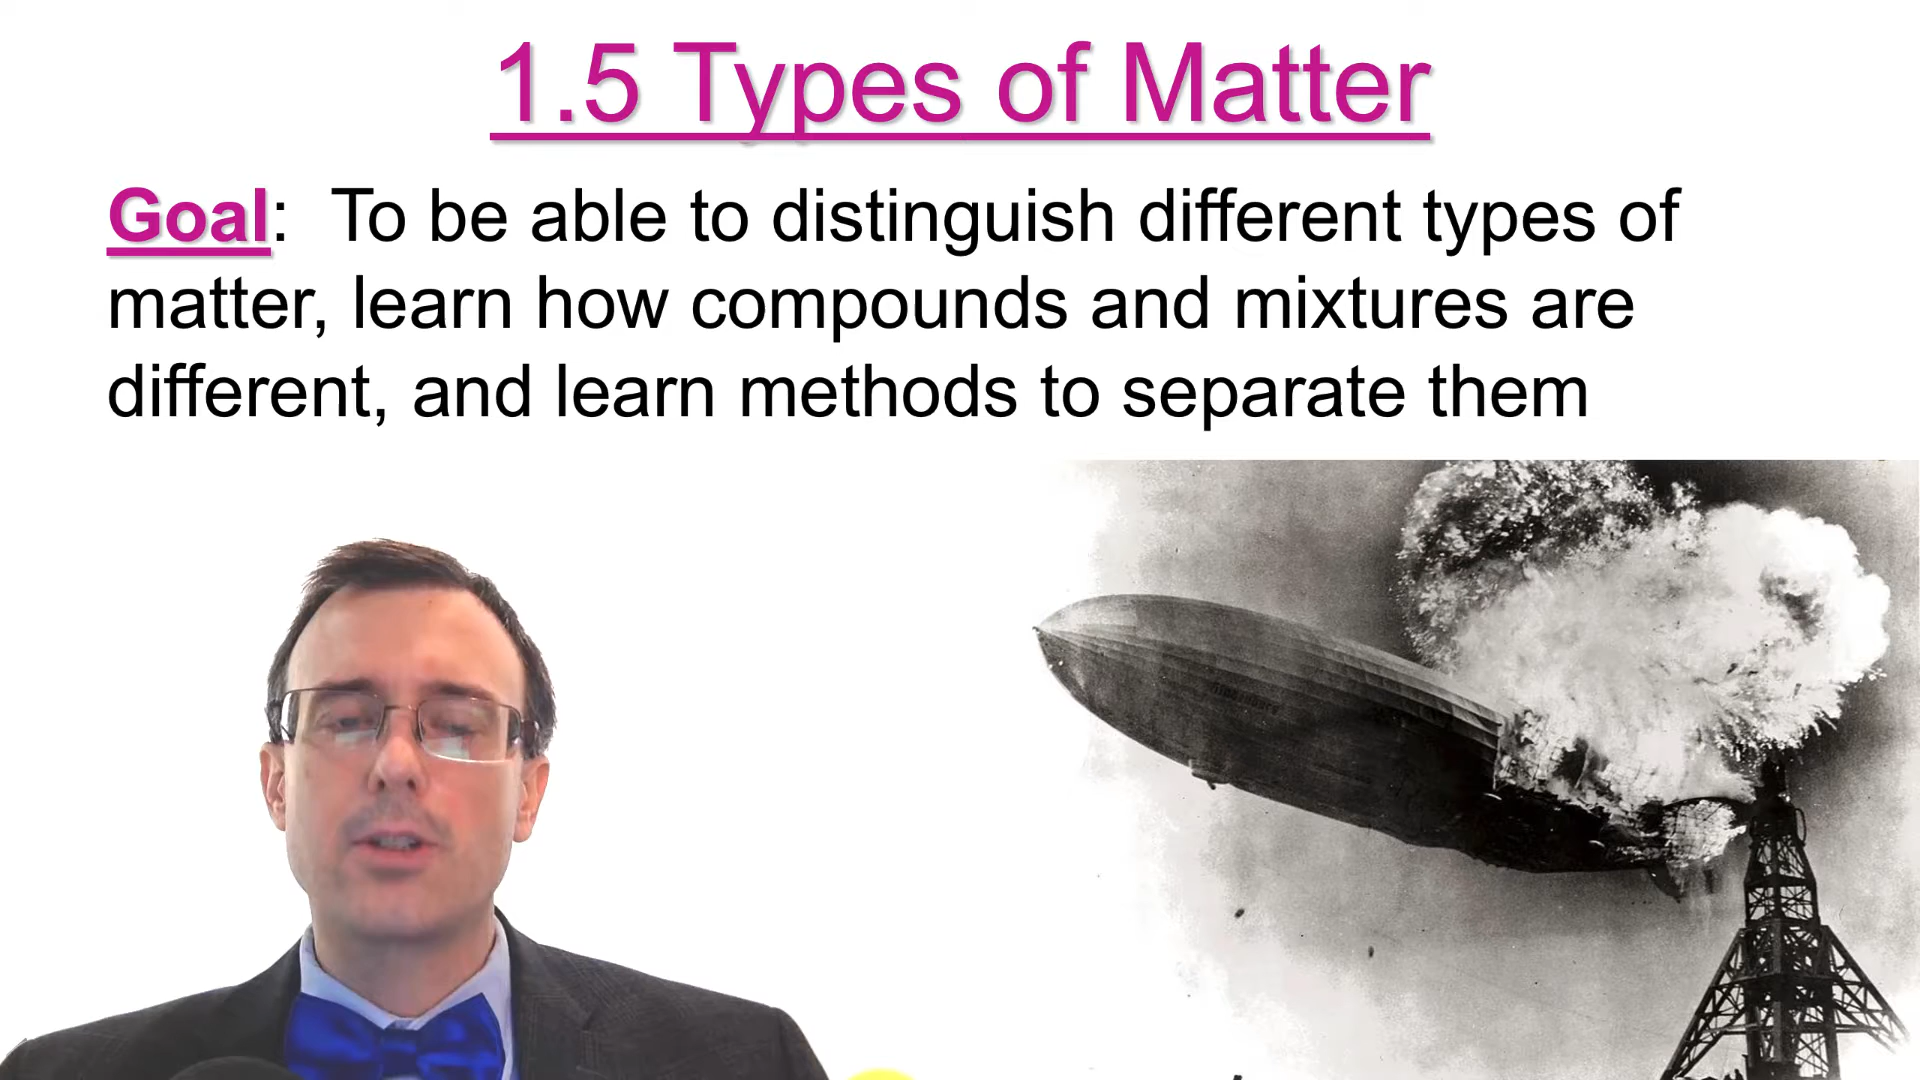 1.5 Types of Matter
Goal: To be able to distinguish different types of
matter, learn how compounds and mixtures are
different, and learn methods to separate them